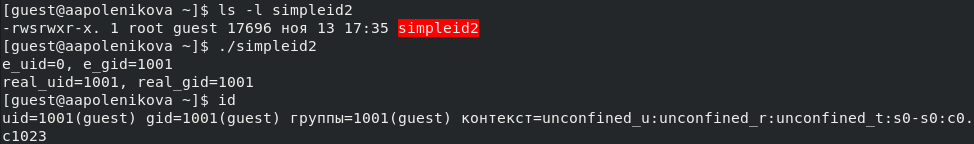 [guest@aapolenikova ~]$ ls -l simpleid2
-rwsrwxr-x. 1 root guest 17696 ноя 13 17:35 simpleid2
[guest@aapolenikova ~]$ ./simpleid2
e_uid=0, e_gid=1001
real_uid=1001, real_gid=1001
[guest@aapolenikova ~]$ id
uid=1001(guest) gid=1001(guest) группы=1001(guest) контекст=unconfined_u:unconfined_r:unconfined_t:s0-s0:c0.
c1023